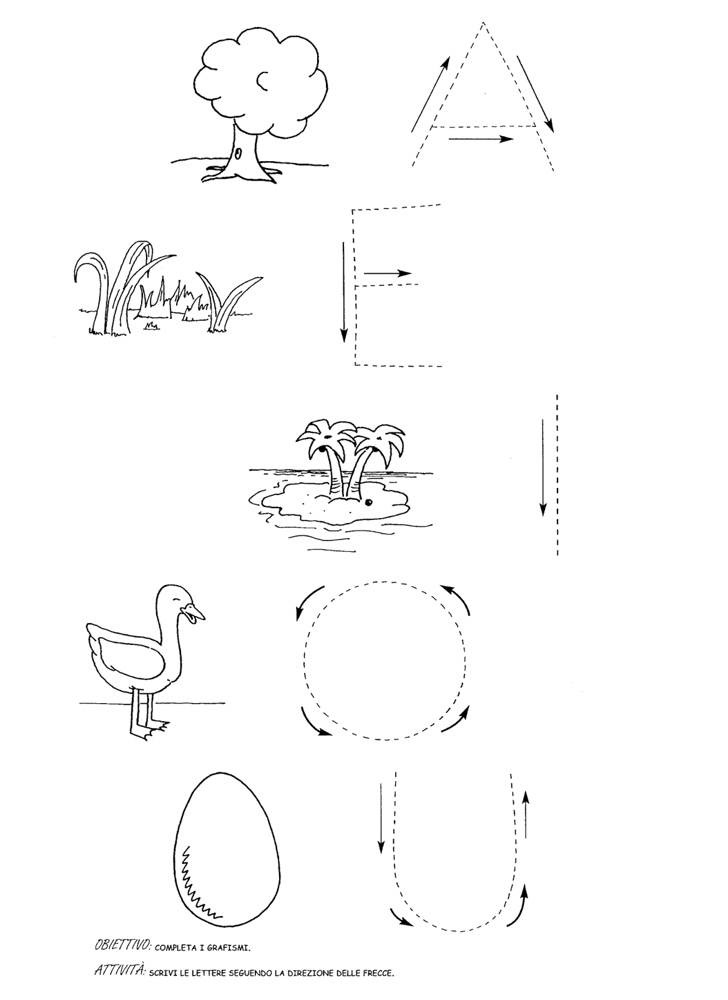 A
E
I
O
U
OBIETTIVO: COMPLETA I GRAFISMI.
ATTIVITÀ: SCRIVI LE LETTERE SEGUENDO LA DIREZIONE DELLE FRECCE.